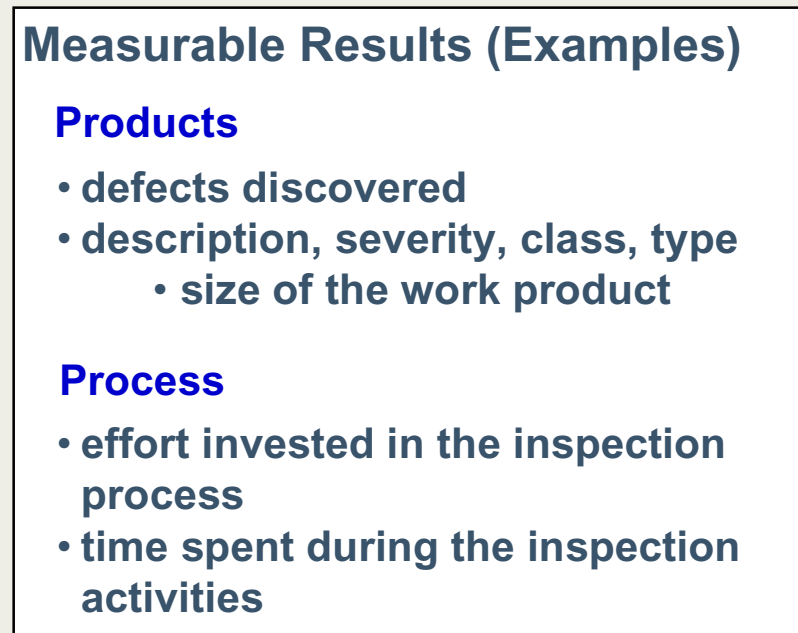 Measurable Results (Examples)
Products
• defects discovered
• description, severity, class, type
• size of the work product
Process
• effort invested in the inspection
process
• time spent during the inspection
activities